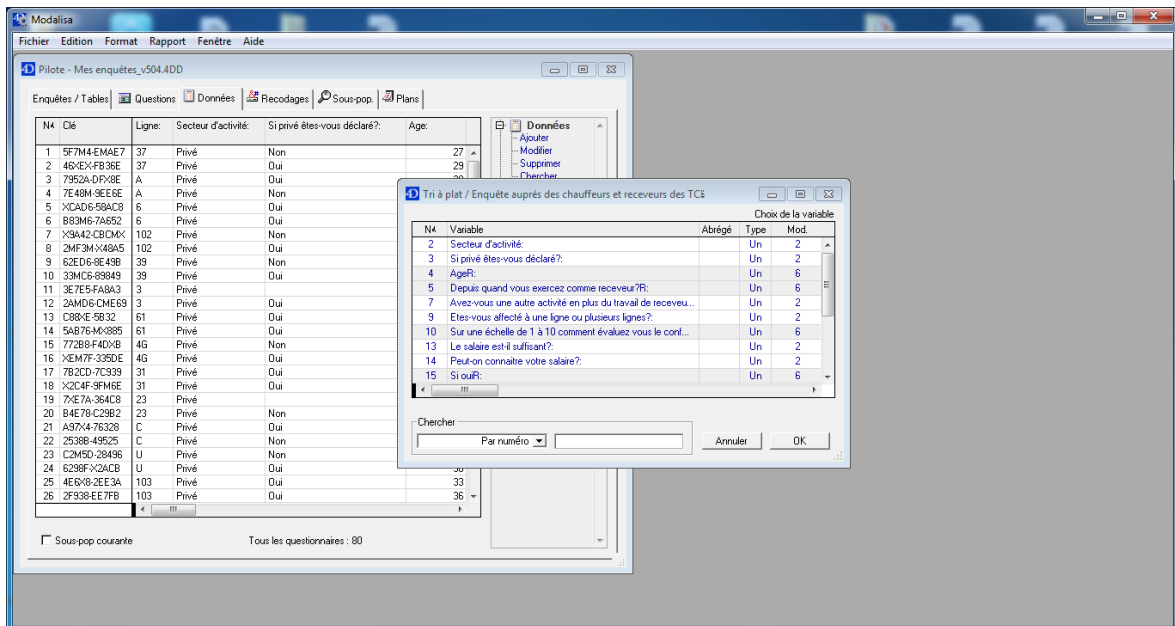 Modalisa
Fichier Edition Format Rapport Fenêtre Aide
Pilote - Mes enquêtes_v504.4DD
Enquêtes / Tables Questions Données Recodages Sous-pop. Plans
N4 Clé Ligne: Secteur d'activité: Si privé êtes-vous déclaré?: Age:
1 5F7M4-EMAE7 37 Privé Non 27
2 46XEX-FB36E 37 Privé Oui 29
3 7952A-DFX8E A Privé Oui
4 7E48M-9EE6E A Privé Non
5 XCAD6-58AC8 6 Privé Oui
6 B83M6-7A652 6 Privé Oui
7 X9A42-CBCMX 102 Privé Non
8 2MF3M-X48A5 102 Privé Oui
9 62ED6-8E49B 39 Privé Non
10 33MC6-89849 39 Privé Oui
11 3E7E5-FA8A3 3 Privé
12 2AMD6-CME69 3 Privé Oui
13 C88XE-5B32 61 Privé Oui
14 5AB76-MX885 61 Privé Oui
15 772B8-F4DXB 4G Privé Non
16 XEM7F-335DE 4G Privé Oui
17 7B2CD-7C939 31 Privé Oui
18 X2C4F-9FM6E 31 Privé Oui
19 7XE7A-364C8 23 Privé
20 B4E78-C29B2 23 Privé Non
21 A97X4-76328 C Privé Oui
22 2538B-49525 C Privé Non
23 C2M5D-28496 U Privé Non
24 6298F-X2ACB U Privé Oui
25 4E6X8-2EE3A 103 Privé Oui 33
26 2F938-EE7FB 103 Privé Oui 36
Sous-pop courante Tous les questionnaires : 80
Données
Ajouter
Modifier
Supprimer
Chercher
Tri à plat / Enquête auprés des chauffeurs et receveurs des TCs
Choix de la variable
N4 Variable Abrégé Type Mod.
2 Secteur d'activité: Un 2
3 Si privé êtes-vous déclaré?: Un 2
4 AgeR: Un 6
5 Depuis quand vous exercez comme receveur?R: Un 6
7 Avez-vous une autre activité en plus du travail de receveu... Un 2
9 Etes-vous affecté à une ligne ou plusieurs lignes?: Un 2
10 Sur une échelle de 1 à 10 comment évaluez vous le conf... Un 6
13 Le salaire est-il suffisant?: Un 2
14 Peut-on connaitre votre salaire?: Un 2
15 Si ouiR: Un 6
Chercher
Par numéro Annuler OK